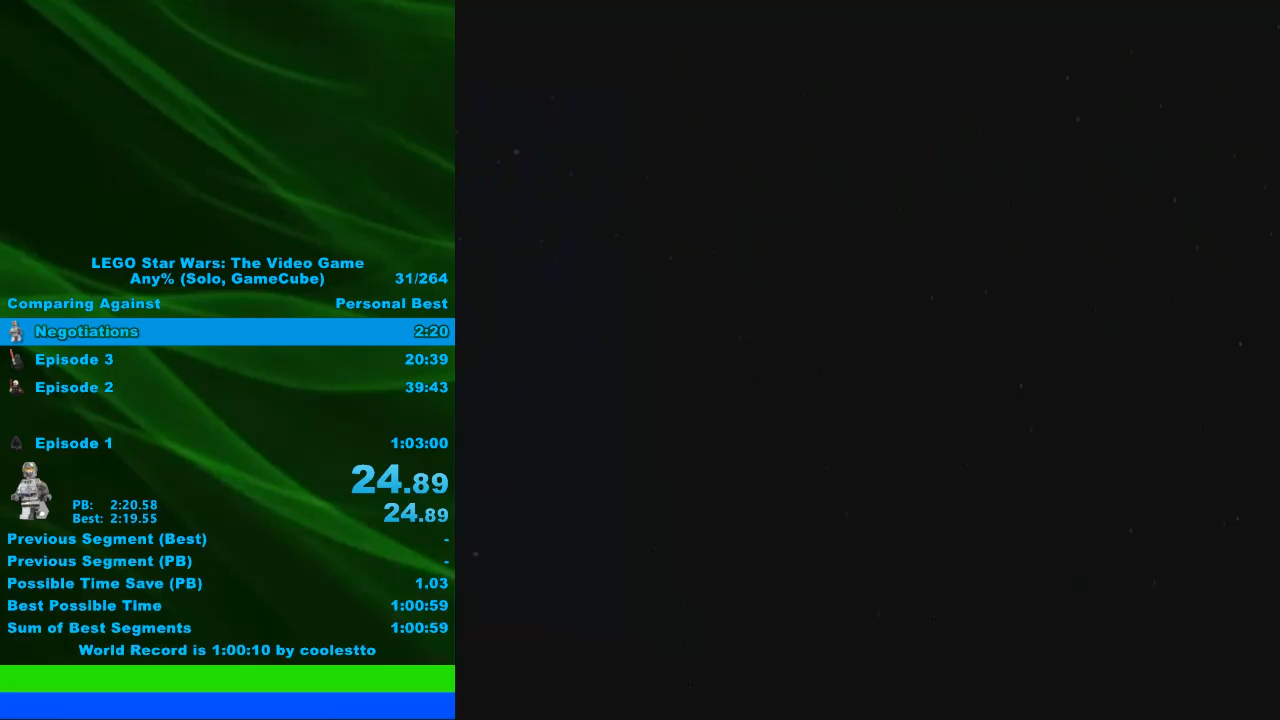 LEGO Star Wars: The Video Game
Any% (Solo, GameCube) 31/264
Comparing Against Personal Best
Negotiations 2:20
Episode 3 20:39
Episode 2 39:43
Episode 1 1:03:00
24.89
PB: 2:20.58
Best: 2:19.55
24.89
Previous Segment (Best) -
Previous Segment (PB) -
Possible Time Save (PB) 1.03
Best Possible Time 1:00:59
Sum of Best Segments 1:00:59
World Record is 1:00:10 by coolestto